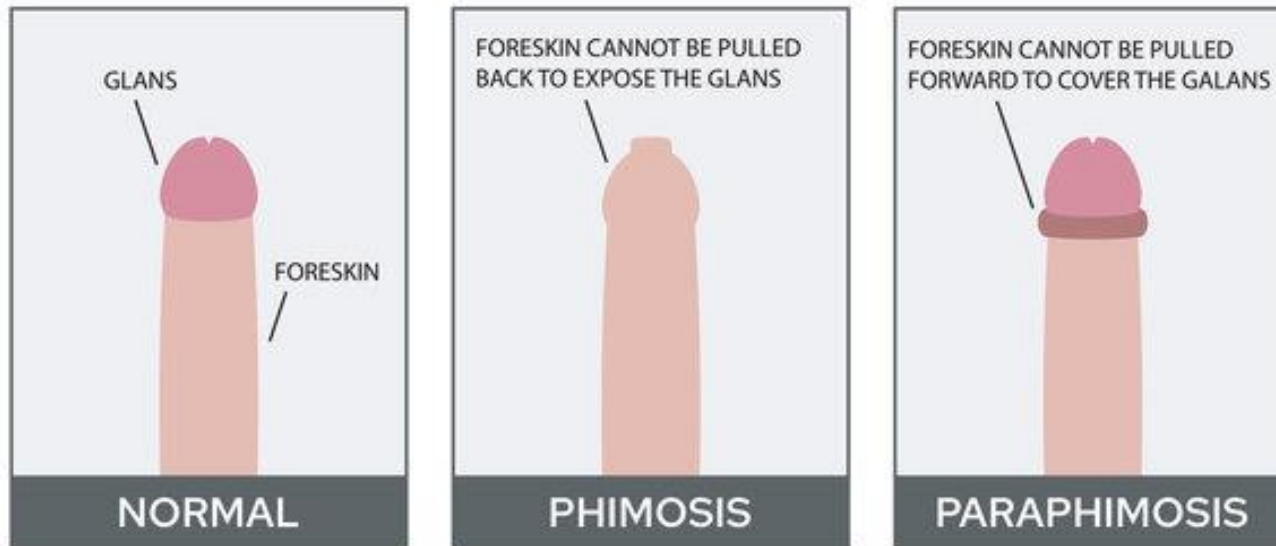 GLANS
FORESKIN
NORMAL
FORESKIN CANNOT BE PULLED
BACK TO EXPOSE THE GLANS
PHIMOSIS
FORESKIN CANNOT BE PULLED
FORWARD TO COVER THE GALANS
PARAPHIMOSIS